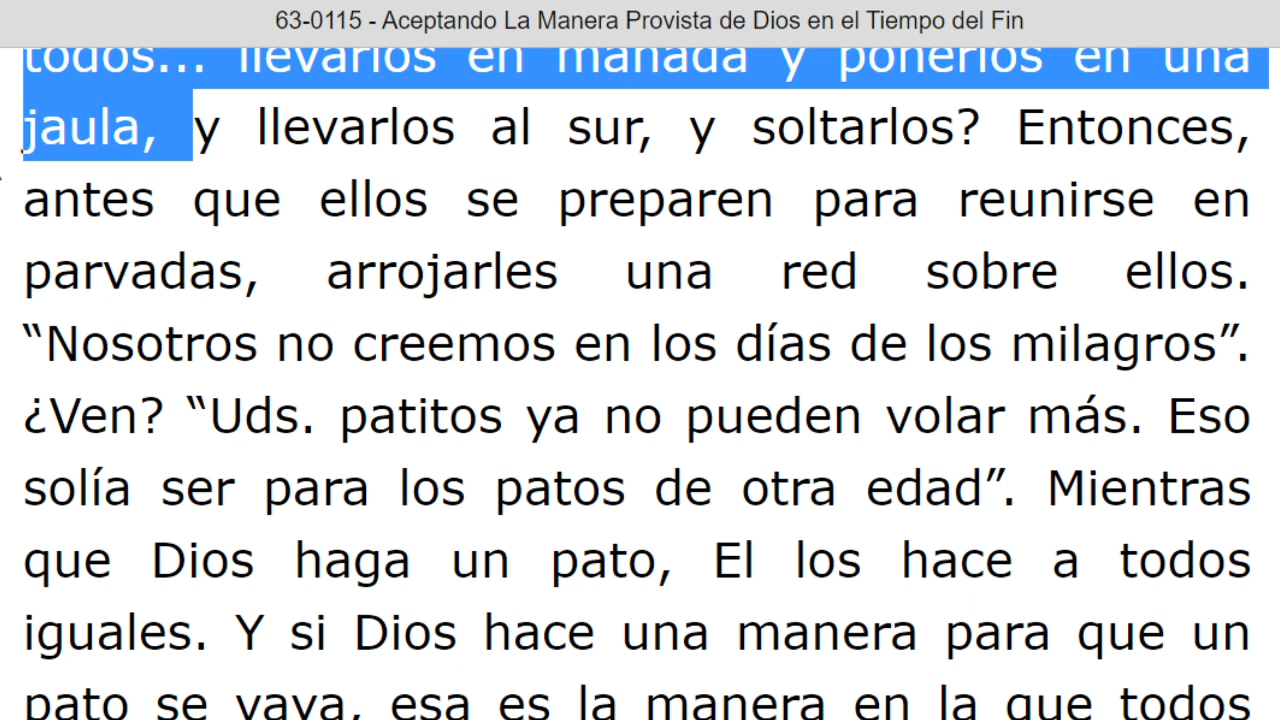 63-0115 - Aceptando La Manera Provista de Dios en el Tiempo del Fin
todos... llevarlos en manada y ponerlos en una
jaula, y llevarlos al sur, y soltarlos? Entonces,
antes que ellos se preparen para reunirse en
parvadas, arrojarles una red sobre ellos.
“Nosotros no creemos en los días de los milagros”.
¿Ven? “Uds. patitos ya no pueden volar más. Eso
solía ser para los patos de otra edad”. Mientras
que Dios haga un pato, El los hace a todos
iguales. Y si Dios hace una manera para que un
pato se vaya, esa es la manera en la que todos